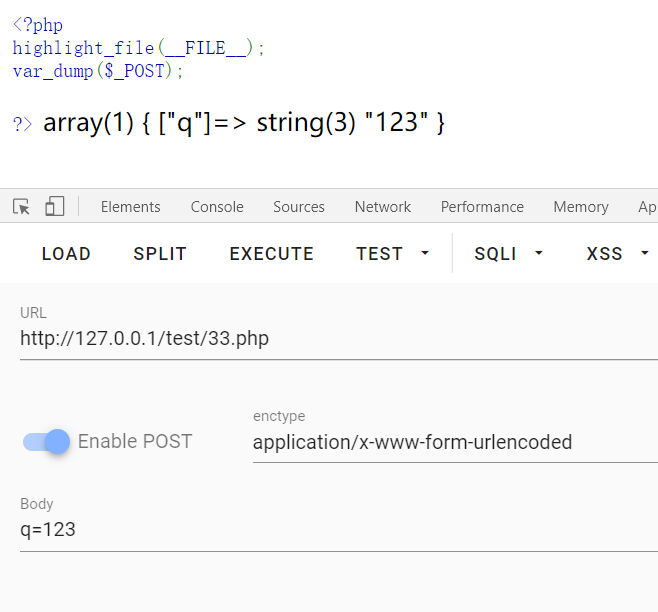 <?php
highlight_file(__FILE__);
var_dump($_POST);
?> array(1) { ["q"]=> string(3) "123" }
Elements Console Sources Network Performance Memory Ap
LOAD SPLIT EXECUTE TEST SQLI XSS
URL
http://127.0.0.1/test/33.php
enctype
Enable POST application/x-www-form-urlencoded
Body
q=123